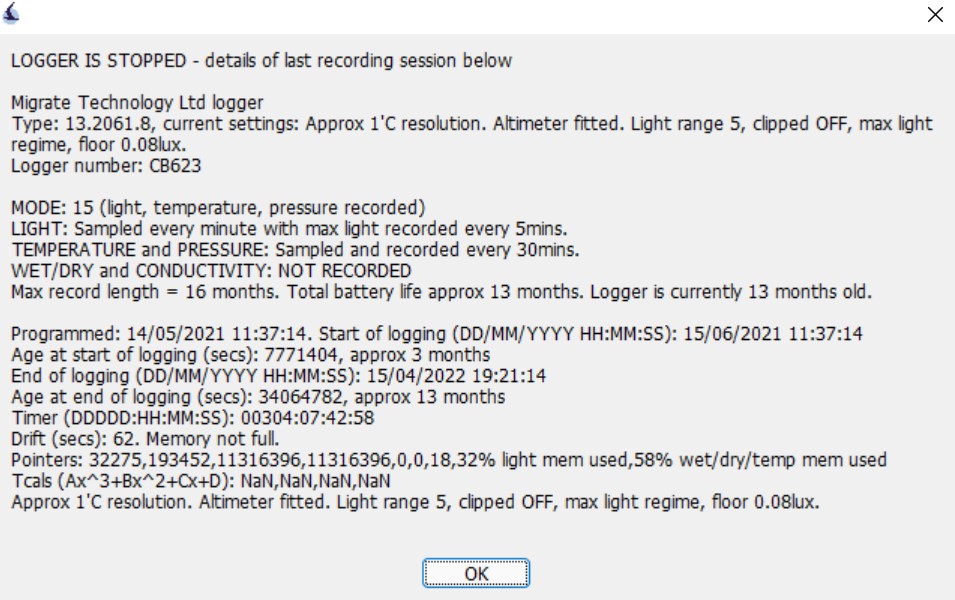 LOGGER IS STOPPED - details of last recording session below
Migrate Technology Ltd logger
Type: 13.2061.8, current settings: Approx 1'C resolution. Altimeter fitted. Light range 5, clipped OFF, max light
regime, floor 0.08lux.
Logger number: CB623
MODE: 15 (light, temperature, pressure recorded)
LIGHT: Sampled every minute with max light recorded every 5mins.
TEMPERATURE and PRESSURE: Sampled and recorded every 30mins.
WET/DRY and CONDUCTIVITY: NOT RECORDED
Max record length = 16 months. Total battery life approx 13 months. Logger is currently 13 months old.
Programmed: 14/05/2021 11:37:14. Start of logging (DD/MM/YYYY HH:MM:SS): 15/06/2021 11:37:14
Age at start of logging (secs): 7771404, approx 3 months
End of logging (DD/MM/YYYY HH:MM:SS): 15/04/2022 19:21:14
Age at end of logging (secs): 34064782, approx 13 months
Timer (DDDDD:HH:MM:SS): 00304:07:42:58
Drift (secs): 62. Memory not full.
Pointers: 32275,193452,11316396,11316396,0,0,18,32% light mem used,58% wet/dry/temp mem used
Tcals (Ax^3+Bx^2+Cx+D): NaN,NaN,NaN,NaN
Approx 1'C resolution. Altimeter fitted. Light range 5, clipped OFF, max light regime, floor 0.08lux.
OK